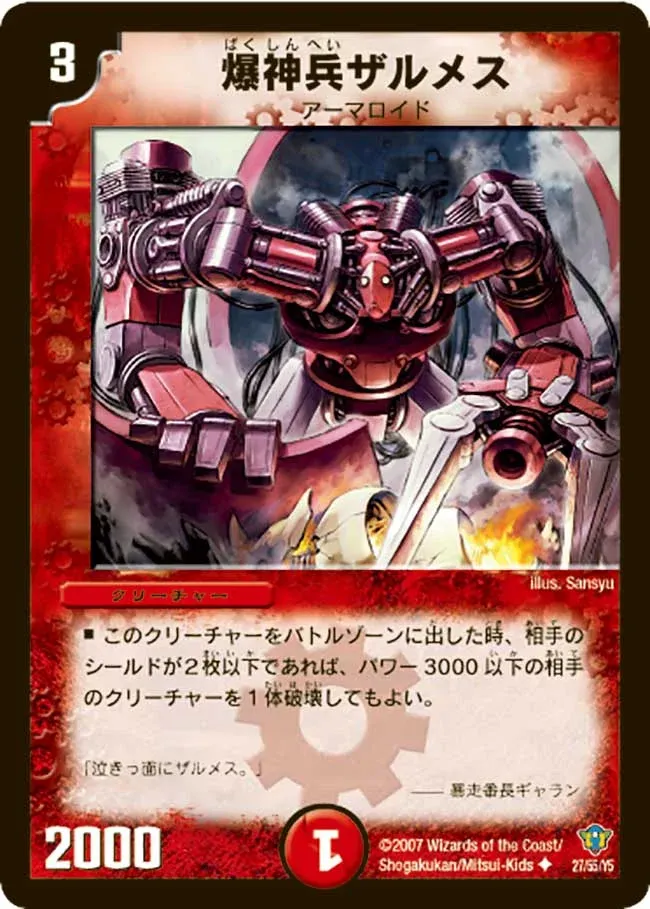 3
ばくしんへい
爆神兵ザルメス
アーマロイド
illus. Sansyu
クリーチャー
■ このクリーチャーをバトルゾーンに出した時、相手の
シールドが2枚以下であれば、パワー3000以下の相手
のクリーチャーを1体破壊してもよい。
「泣きっ面にザルメス。」
—— 暴走番長ギャラン
2000
1
©2007 Wizards of the Coast/
Shogakukan/Mitsui-Kids ◆ 27/55/Y5